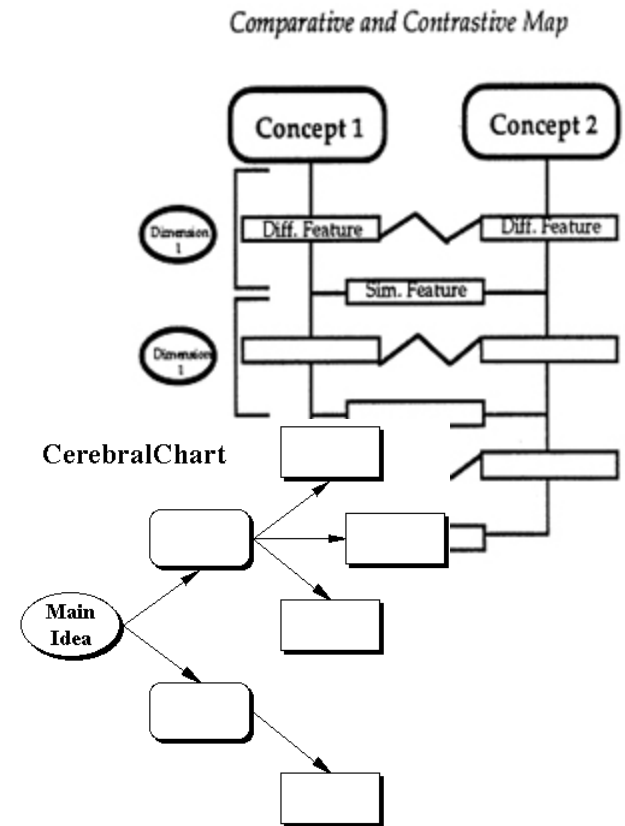 Comparative and Contrastive Map
Concept 1
Concept 2
Dimension
1
Diff. Feature
Diff. Feature
Sim. Feature
Dimension
1
CerebralChart
Main
Idea